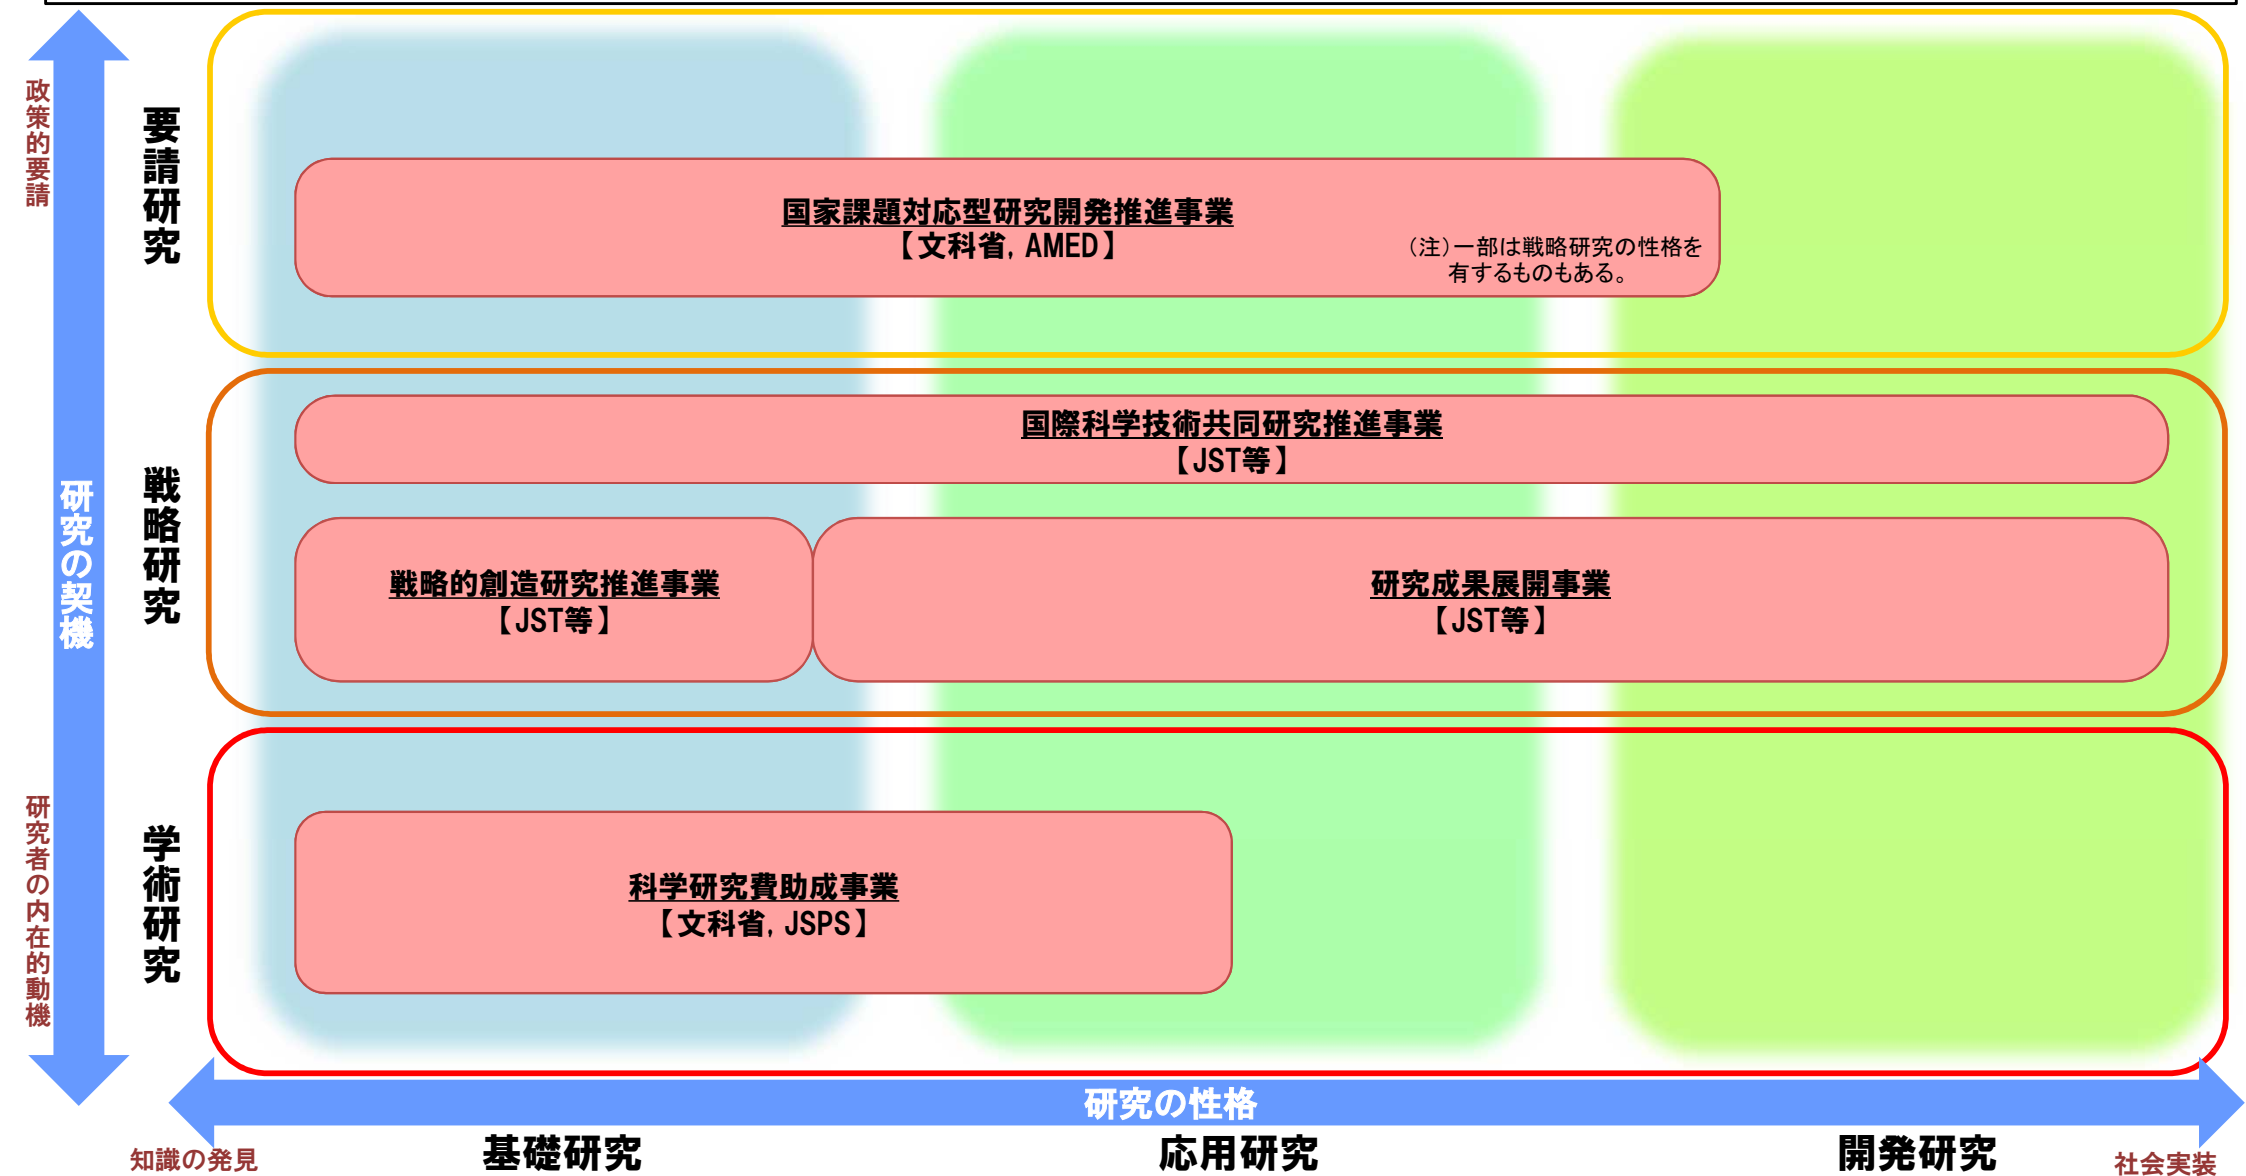 政策的要請
要請研究
国家課題対応型研究開発推進事業
【文科省, AMED】
（注）一部は戦略研究の性格を
有するものもある。
研究の契機
戦略研究
国際科学技術共同研究推進事業
【JST等】
戦略的創造研究推進事業
【JST等】
研究成果展開事業
【JST等】
研究者の内在的動機
学術研究
科学研究費助成事業
【文科省, JSPS】
研究の性格
知識の発見
基礎研究
応用研究
開発研究
社会実装